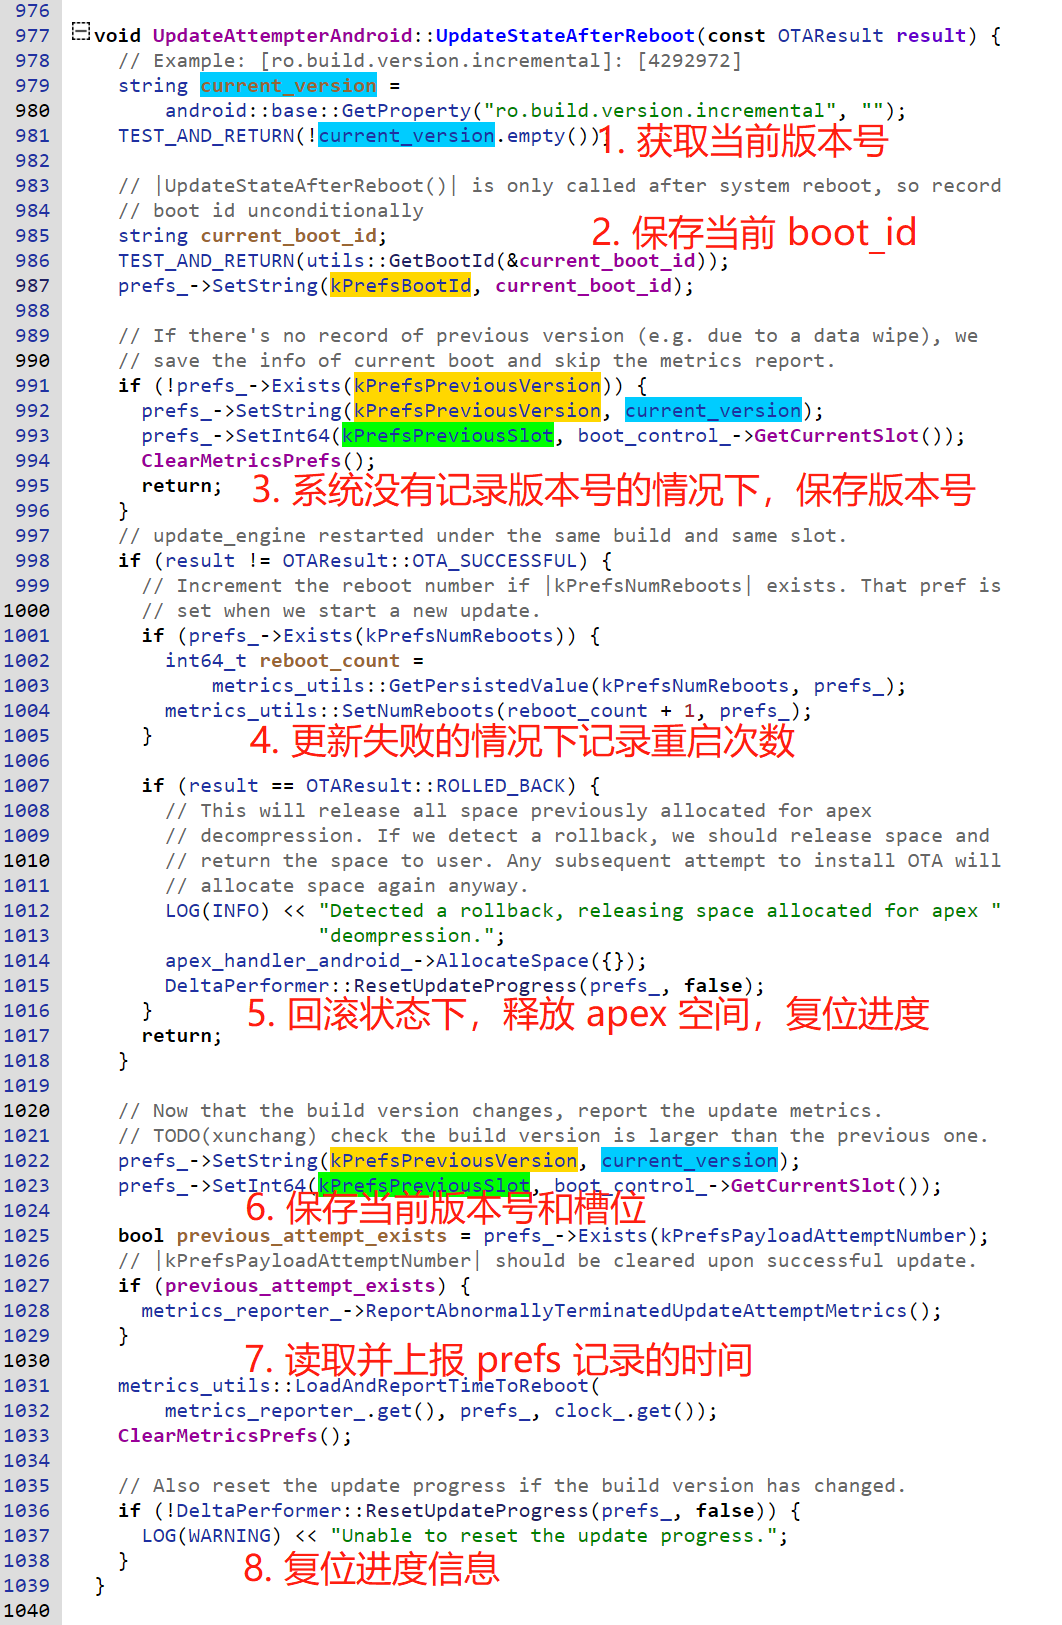 976
977 void UpdateAttempterAndroid::UpdateStateAfterReboot(const OTAResult result) {
978 // Example: [ro.build.version.incremental]: [4292972]
979 string current_version =
980 android::base::GetProperty("ro.build.version.incremental", "");
981 TEST_AND_RETURN(!current_version.empty());
1. 获取当前版本号
982
983 // |UpdateStateAfterReboot()| is only called after system reboot, so record
984 // boot id unconditionally
985 string current_boot_id;
2. 保存当前 boot_id
986 TEST_AND_RETURN(utils::GetBootId(&current_boot_id));
987 prefs_->SetString(kPrefsBootId, current_boot_id);
988
989 // If there's no record of previous version (e.g. due to a data wipe), we
990 // save the info of current boot and skip the metrics report.
991 if (!prefs_->Exists(kPrefsPreviousVersion)) {
992 prefs_->SetString(kPrefsPreviousVersion, current_version);
993 prefs_->SetInt64(kPrefsPreviousSlot, boot_control_->GetCurrentSlot());
994 ClearMetricsPrefs();
995 return;
3. 系统没有记录版本号的情况下，保存版本号
996 }
997 // update_engine restarted under the same build and same slot.
998 if (result != OTAResult::OTA_SUCCESSFUL) {
999 // Increment the reboot number if |kPrefsNumReboots| exists. That pref is
1000 // set when we start a new update.
1001 if (prefs_->Exists(kPrefsNumReboots)) {
1002 int64_t reboot_count =
1003 metrics_utils::GetPersistedValue(kPrefsNumReboots, prefs_);
1004 metrics_utils::SetNumReboots(reboot_count + 1, prefs_);
1005 }
4. 更新失败的情况下记录重启次数
1006
1007 if (result == OTAResult::ROLLED_BACK) {
1008 // This will release all space previously allocated for apex
1009 // decompression. If we detect a rollback, we should release space and
1010 // return the space to user. Any subsequent attempt to install OTA will
1011 // allocate space again anyway.
1012 LOG(INFO) << "Detected a rollback, releasing space allocated for apex "
1013 "deompression.";
1014 apex_handler_android_->AllocateSpace({});
1015 DeltaPerformer::ResetUpdateProgress(prefs_, false);
1016 }
5. 回滚状态下，释放 apex 空间，复位进度
1017 return;
1018 }
1019
1020 // Now that the build version changes, report the update metrics.
1021 // TODO(xunchang) check the build version is larger than the previous one.
1022 prefs_->SetString(kPrefsPreviousVersion, current_version);
1023 prefs_->SetInt64(kPrefsPreviousSlot, boot_control_->GetCurrentSlot());
1024
6. 保存当前版本号和槽位
1025 bool previous_attempt_exists = prefs_->Exists(kPrefsPayloadAttemptNumber);
1026 // |kPrefsPayloadAttemptNumber| should be cleared upon successful update.
1027 if (previous_attempt_exists) {
1028 metrics_reporter_->ReportAbnormallyTerminatedUpdateAttemptMetrics();
1029 }
1030
7. 读取并上报 prefs 记录的时间
1031 metrics_utils::LoadAndReportTimeToReboot(
1032 metrics_reporter_.get(), prefs_, clock_.get());
1033 ClearMetricsPrefs();
1034
1035 // Also reset the update progress if the build version has changed.
1036 if (!DeltaPerformer::ResetUpdateProgress(prefs_, false)) {
1037 LOG(WARNING) << "Unable to reset the update progress.";
1038 }
8. 复位进度信息
1039 }
1040